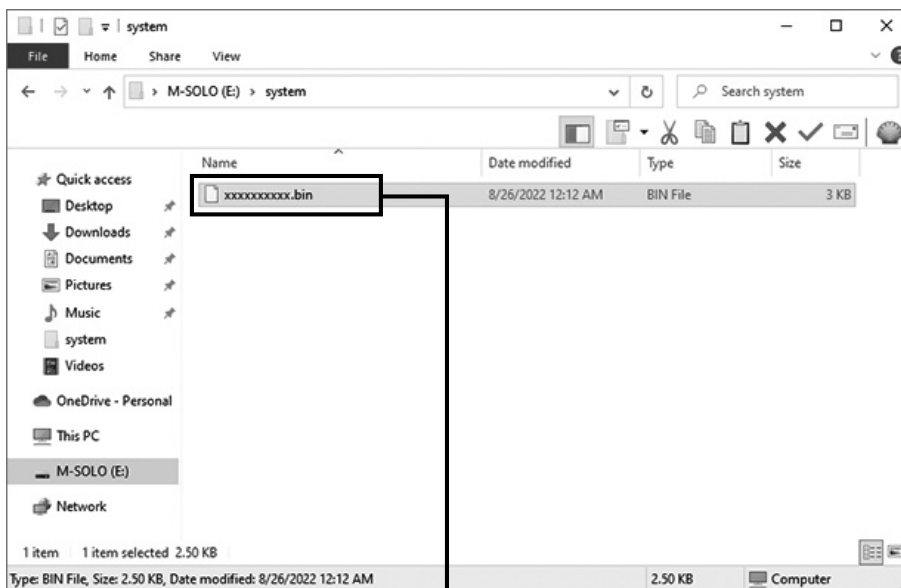 system
File Home Share View
M-SOLO (E:) > system
Search system
Name Date modified Type Size
xxxxxxxxxx.bin 8/26/2022 12:12 AM BIN File 3 KB
Quick access
Desktop
Downloads
Documents
Pictures
Music
system
Videos
OneDrive - Personal
This PC
M-SOLO (E:)
Network
1 item 1 item selected 2.50 KB
Type: BIN File, Size: 2.50 KB, Date modified: 8/26/2022 12:12 AM 2.50 KB Computer